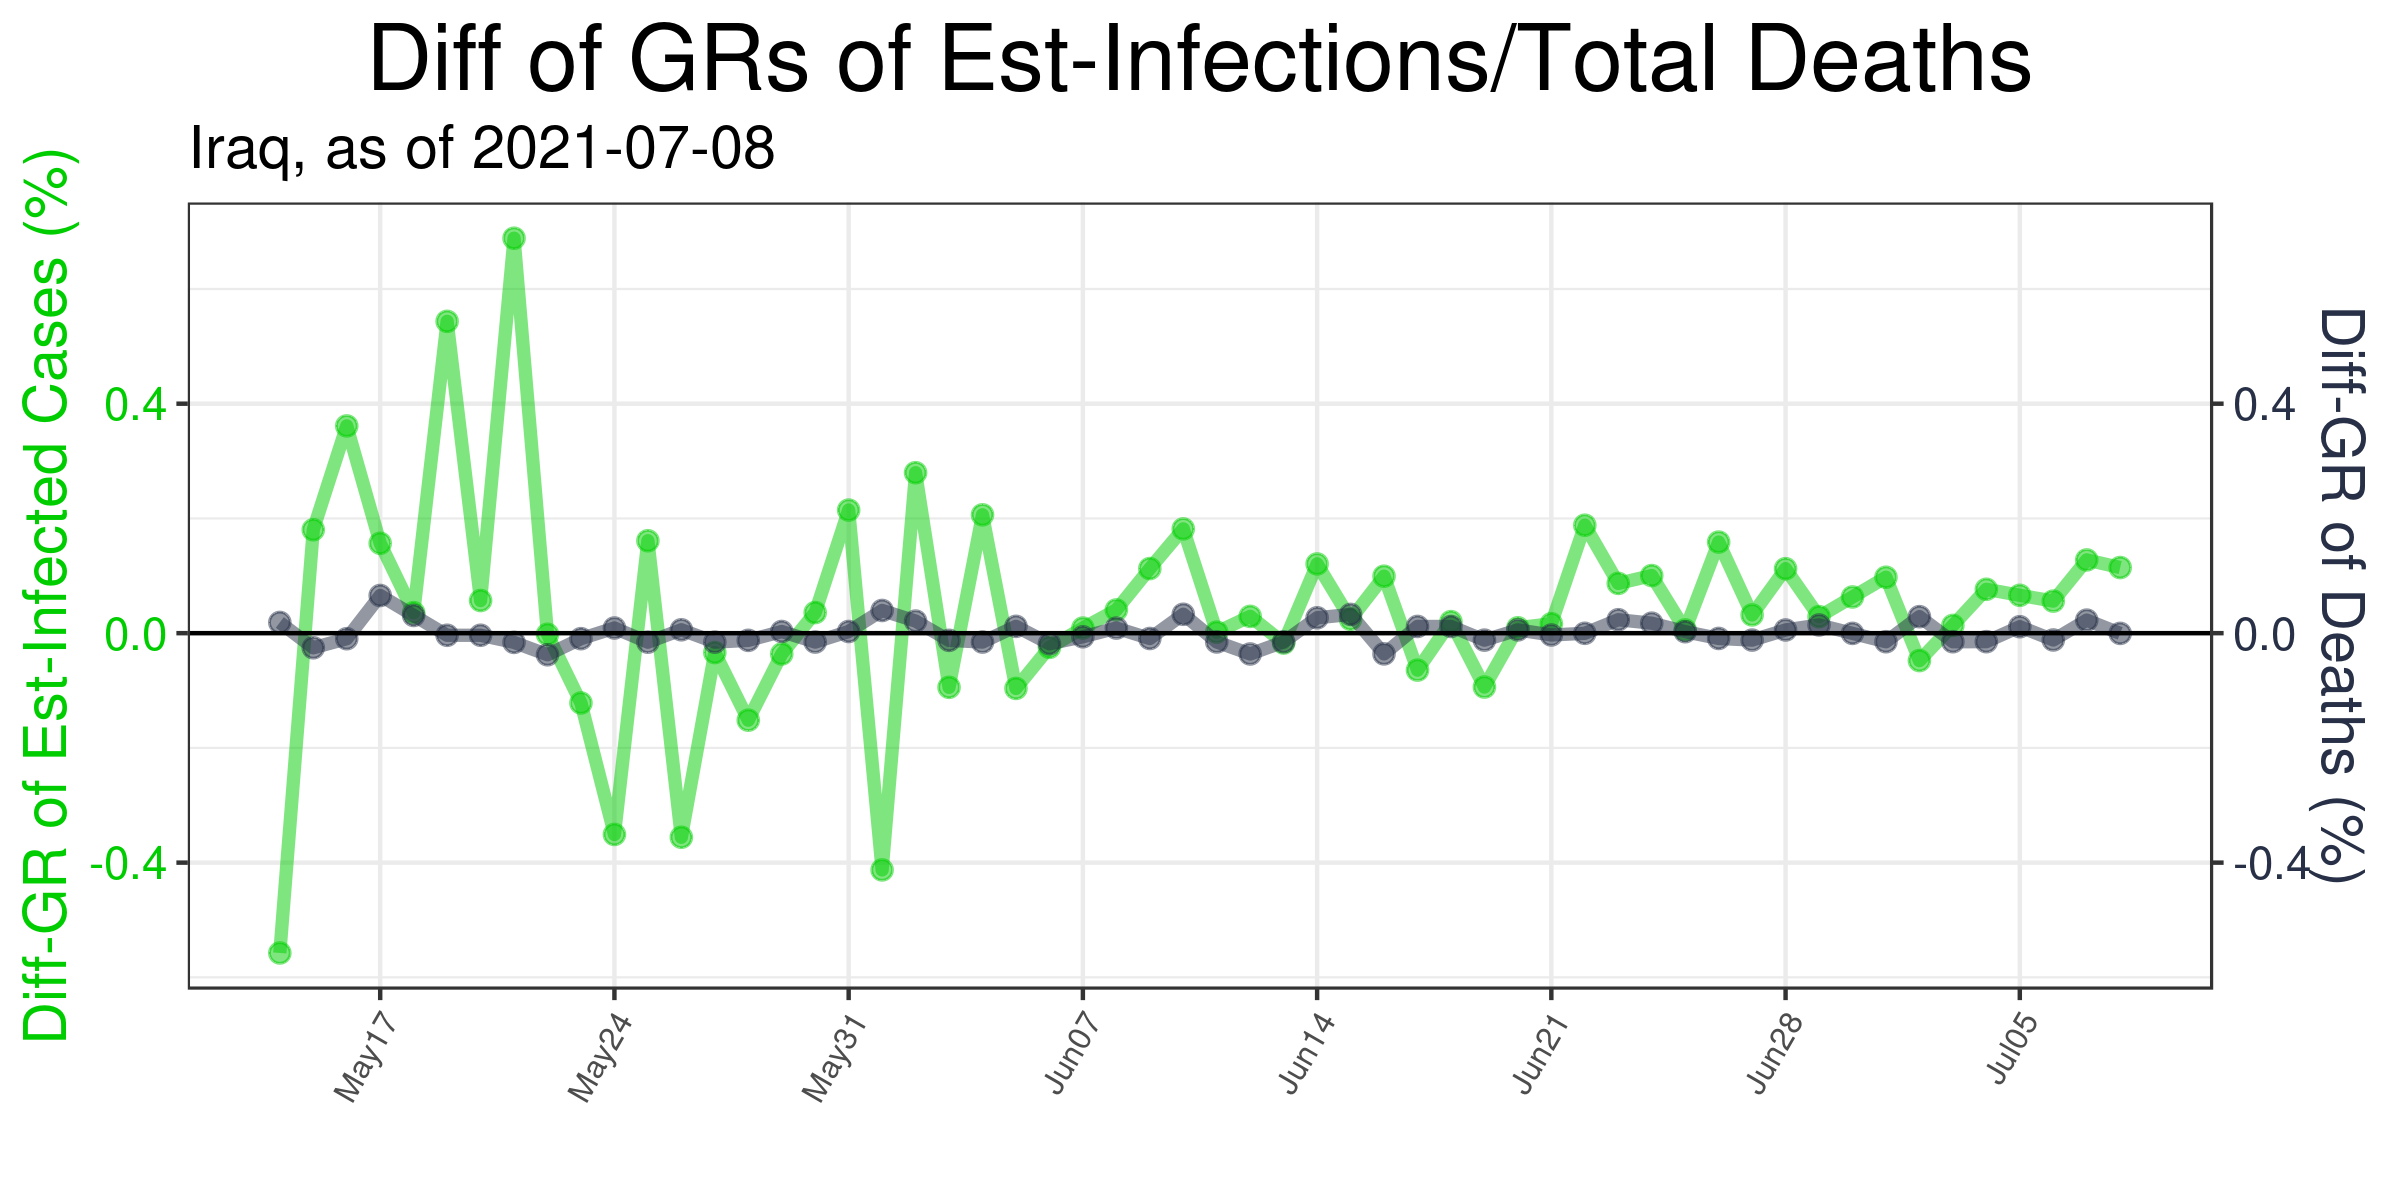 Diff of GRs of Est-Infections/Total Deaths
Iraq, as of 2021-07-08
Diff-GR of Est-Infected Cases (%)
0.4
0.0
-0.4
0.4
0.0
-0.4
Diff-GR of Deaths (%)
May17
May24
May31
Jun07
Jun14
Jun21
Jun28
Jul05